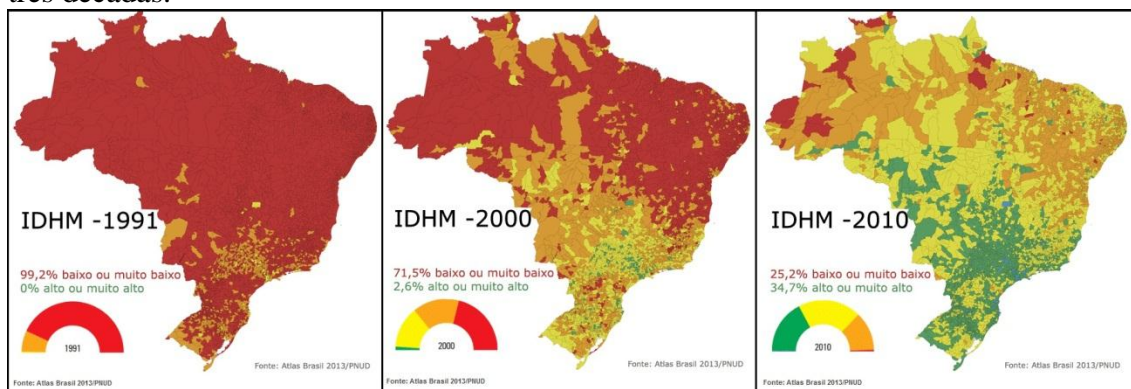 três décadas.
IDHM -1991
99,2% baixo ou muito baixo
0% alto ou muito alto
1991
Fonte: Atlas Brasil 2013/PNUD
Fonte: Atlas Brasil 2013/PNUD
IDHM -2000
71,5% baixo ou muito baixo
2,6% alto ou muito alto
2000
Fonte: Atlas Brasil 2013/PNUD
Fonte: Atlas Brasil 2013/PNUD
IDHM -2010
25,2% baixo ou muito baixo
34,7% alto ou muito alto
2010
Fonte: Atlas Brasil 2013/PNUD
Fonte: Atlas Brasil 2013/PNUD